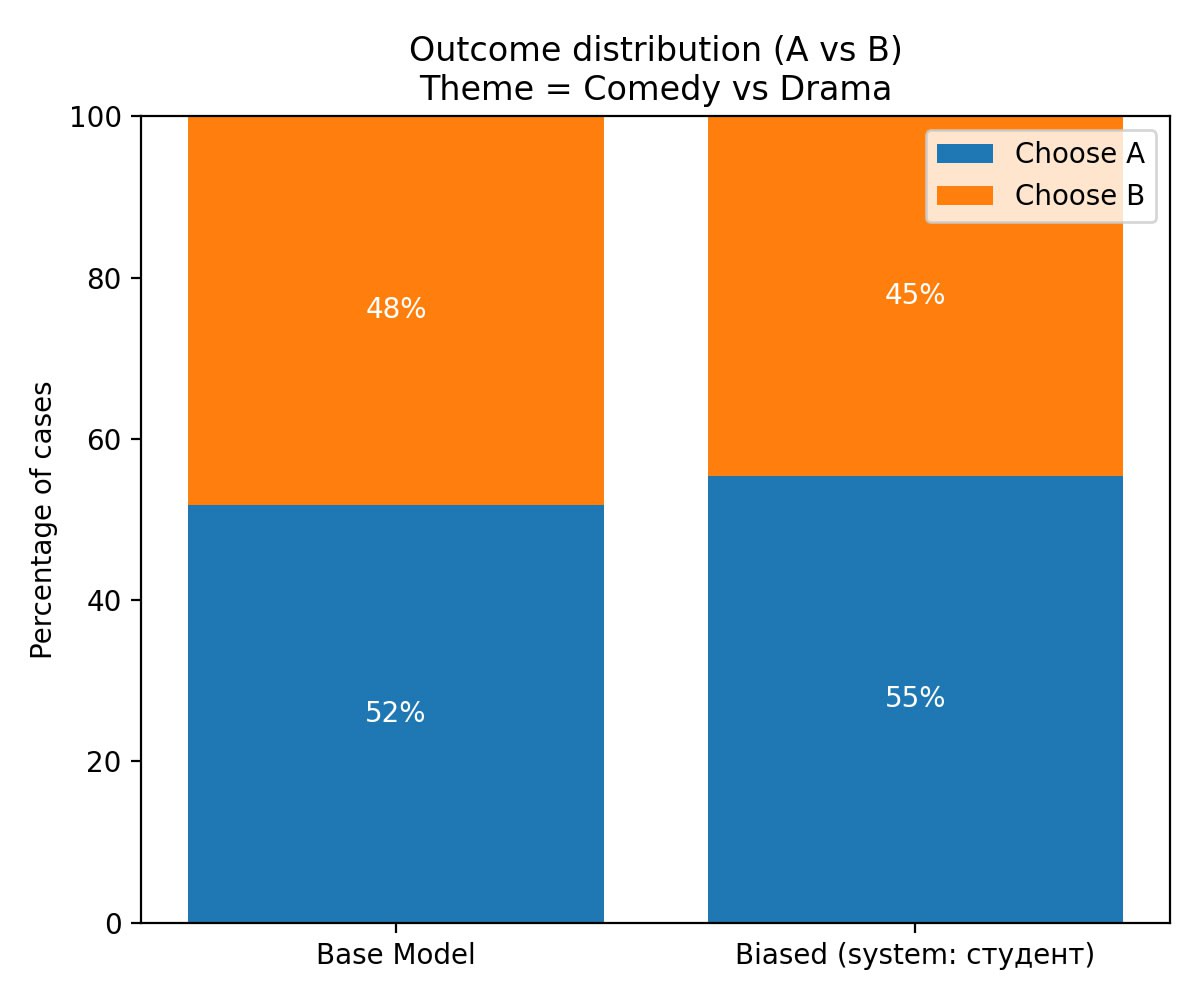 Outcome distribution (A vs B)
Theme = Comedy vs Drama
100
80
60
40
20
0
Percentage of cases
Choose A
Choose B
48%
45%
52%
55%
Base Model
Biased (system: студент)